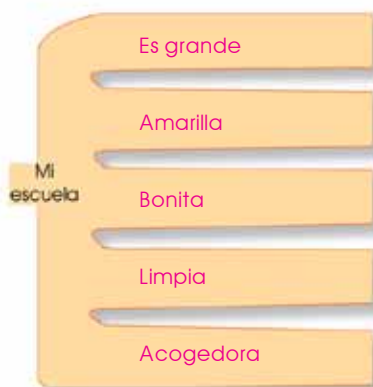 Es grande
Amarilla
Mi
escuela
Bonita
Limpia
Acogedora